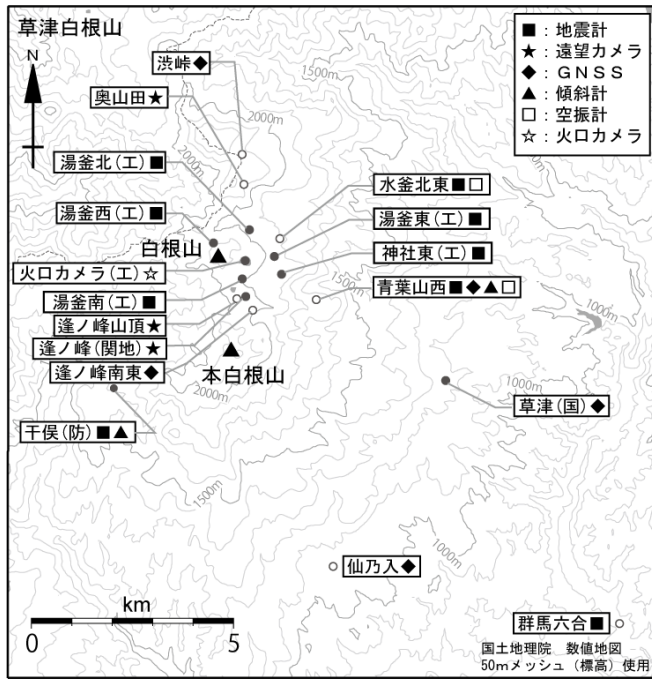 草津白根山
N
■：地震計
★：遠望カメラ
◆：ＧＮＳＳ
▲：傾斜計
□：空振計
☆：火口カメラ
渋峠◆
奥山田★
湯釜北(工)■
湯釜西(工)■
白根山
火口カメラ(工)☆
湯釜南(工)■
逢ノ峰山頂★
逢ノ峰(関地)★
逢ノ峰南東◆
本白根山
干俣(防)■▲
水釜北東■□
湯釜東(工)■
神社東(工)■
青葉山西■◆▲□
草津(国)◆
仙乃入◆
群馬六合■
1500m
2000m
2000m
1500m
1000m
2000m
1000m
1500m
1000m
km
0 5
国土地理院　数値地図
50mメッシュ（標高）使用